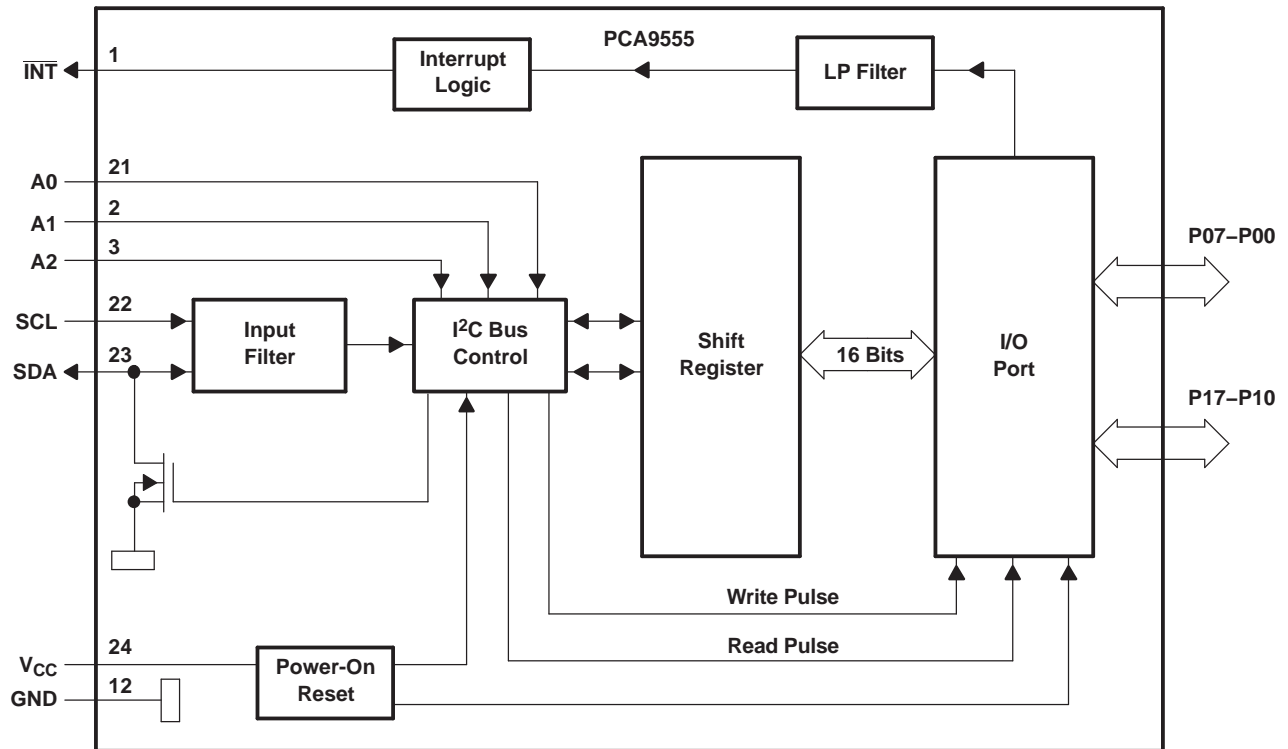 PCA9555
INT
1
Interrupt
Logic
LP Filter
A0
21
A1
2
A2
3
SCL
22
SDA
23
Input
Filter
I2C Bus
Control
Shift
Register
16 Bits
I/O
Port
P07–P00
P17–P10
Write Pulse
Read Pulse
VCC
24
GND
12
Power-On
Reset